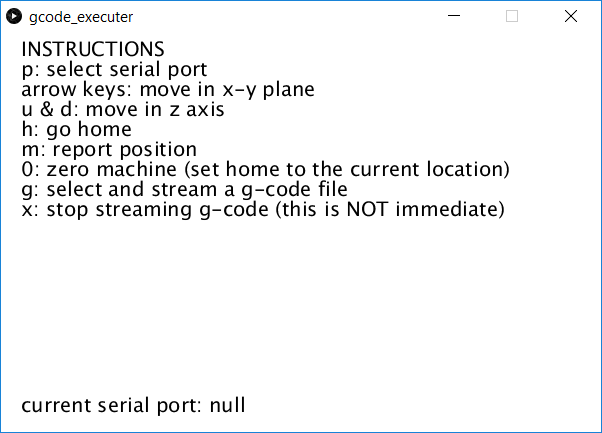 gcode_executer
INSTRUCTIONS
p: select serial port
arrow keys: move in x-y plane
u & d: move in z axis
h: go home
m: report position
0: zero machine (set home to the current location)
g: select and stream a g-code file
x: stop streaming g-code (this is NOT immediate)
current serial port: null